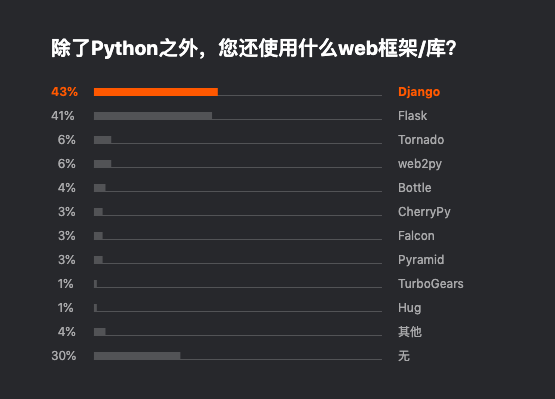 除了Python之外，您还使用什么web框架/库？
43% Django
41% Flask
6% Tornado
6% web2py
4% Bottle
3% CherryPy
3% Falcon
3% Pyramid
1% TurboGears
1% Hug
4% 其他
30% 无